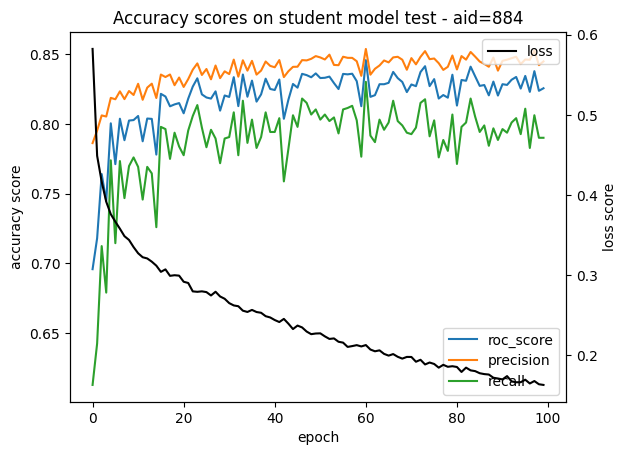 Accuracy scores on student model test - aid=884
accuracy score
0.85
0.80
0.75
0.70
0.65
0
20
40
60
80
100
epoch
0.6
0.5
0.4
0.3
0.2
loss score
loss
roc_score
precision
recall